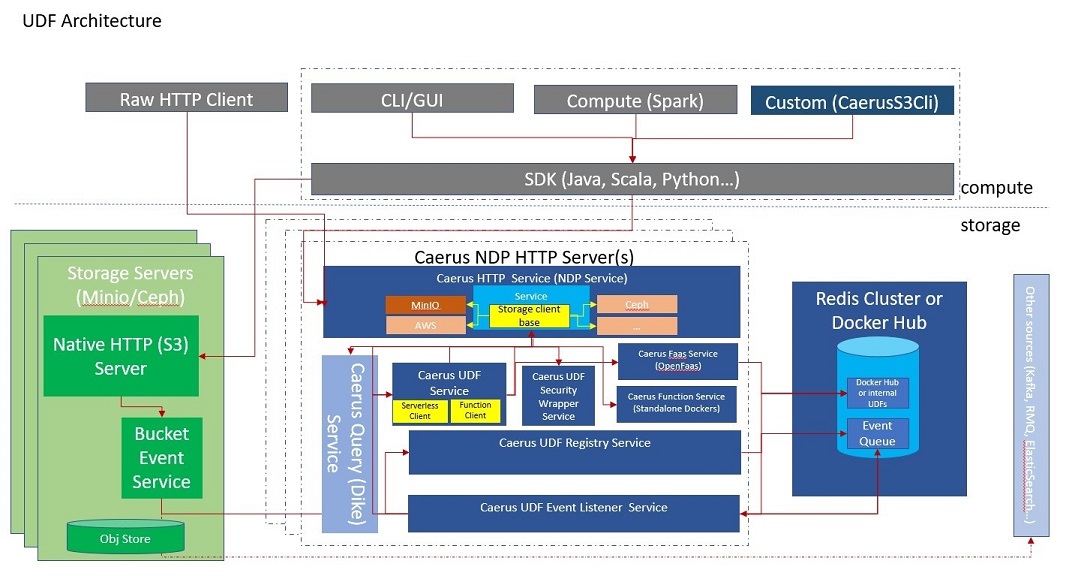 UDF Architecture
Raw HTTP Client
CLI/GUI
Compute (Spark)
Custom (CaerusS3Cli)
SDK (Java, Scala, Python...)
compute
storage
Storage Servers
(Minio/Ceph)
Native HTTP (S3)
Server
Bucket
Event
Service
Obj Store
Caerus NDP HTTP Server(s)
Caerus HTTP Service (NDP Service)
MinIO
AWS
Service
Storage client
base
Ceph
...
Caerus Query (Dike)
Service
Caerus UDF
Service
Serverless
Client
Function
Client
Caerus UDF
Security
Wrapper
Service
Caerus Faas Service
(OpenFaas)
Caerus Function Service
(Standalone Dockers)
Caerus UDF Registry Service
Caerus UDF Event Listener Service
Redis Cluster or
Docker Hub
Docker Hub
or internal
UDFs
Event
Queue
Other sources (Kafka, RMQ, ElasticSearch...)